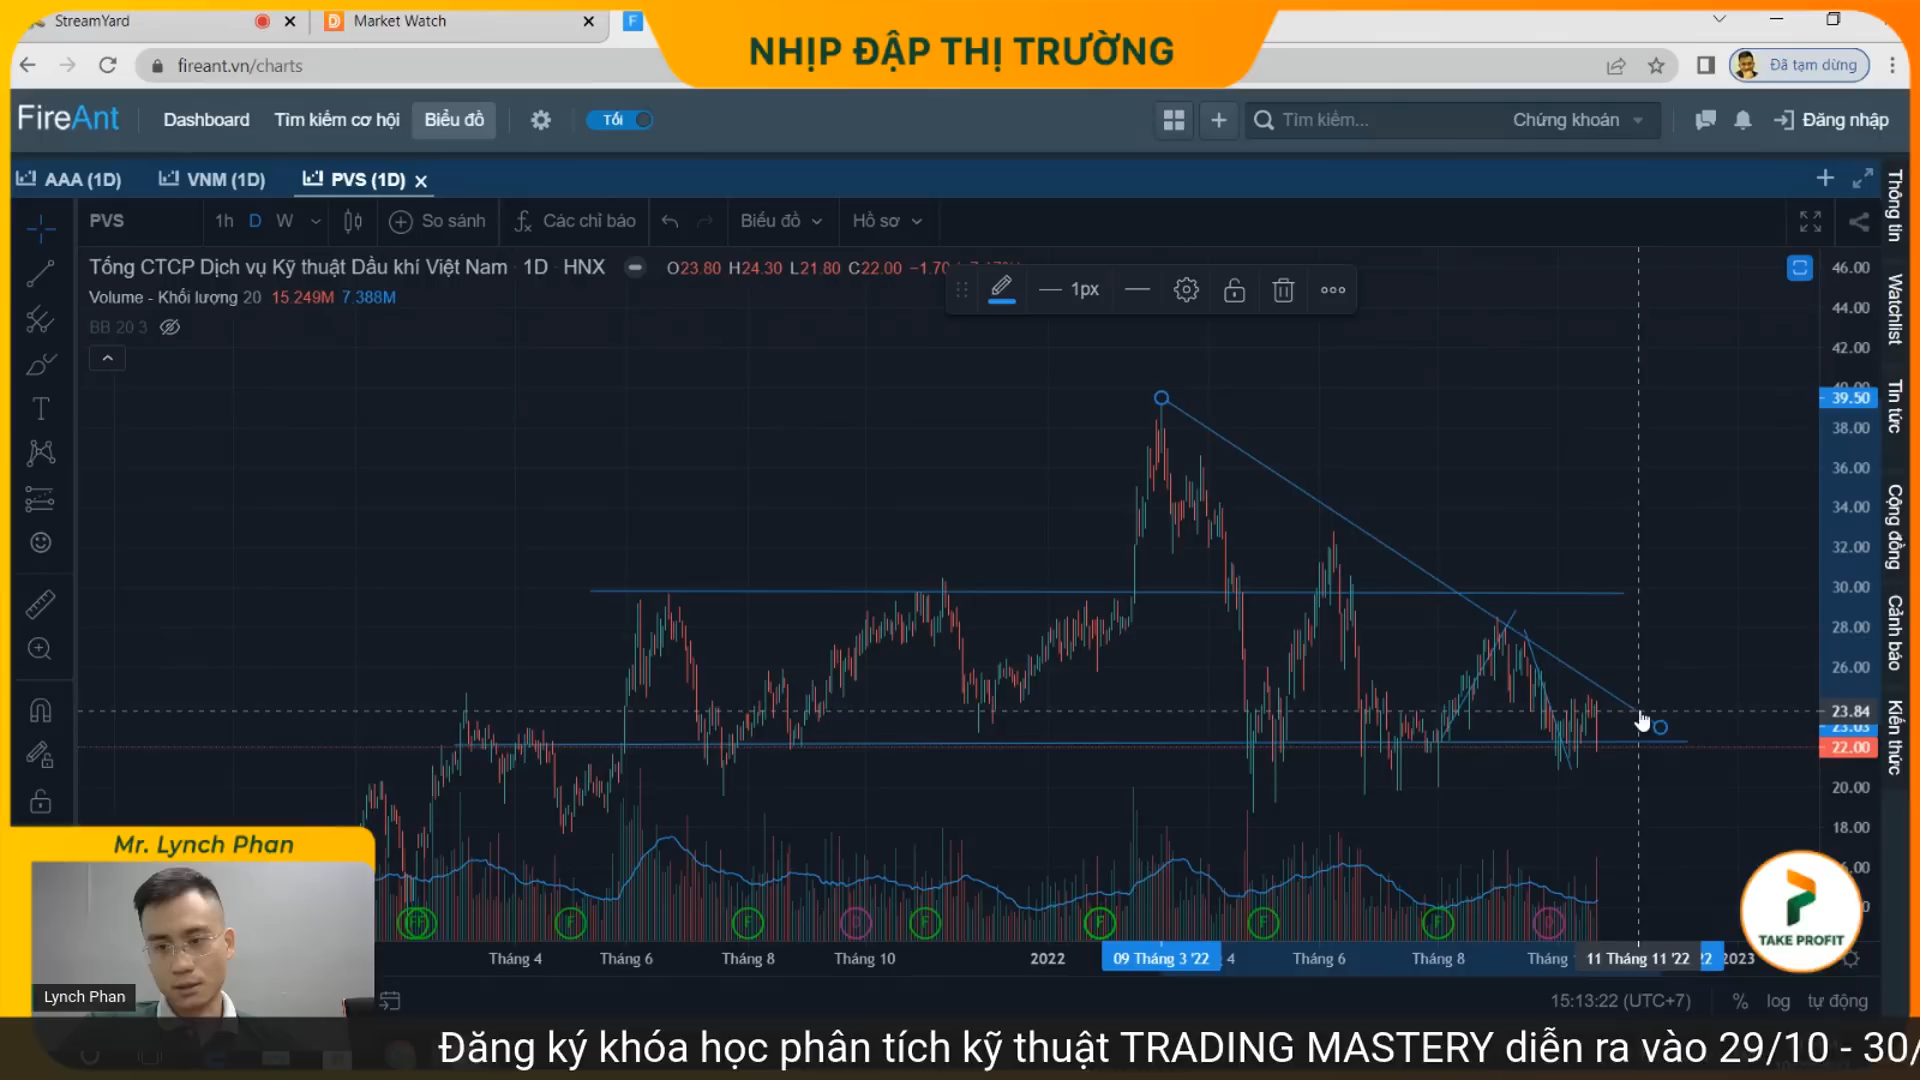 StreamYard
Market Watch
NHỊP ĐẬP THỊ TRƯỜNG
fireant.vn/charts
Đã tạm dừng
FireAnt Dashboard Tìm kiếm cơ hội Biểu đồ Tối Tìm kiếm... Chứng khoán Đăng nhập
AAA (1D) VNM (1D) PVS (1D)
PVS 1h D W So sánh Các chỉ báo Biểu đồ Hồ sơ
Tổng CTCP Dịch vụ Kỹ thuật Dầu khí Việt Nam 1D HNX O23.80 H24.30 L21.80 C22.00 −1.70
Volume - Khối lượng 20 15.249M 7.388M
BB 20 3
1px
46.00
44.00
42.00
39.50
38.00
36.00
34.00
32.00
30.00
28.00
26.00
23.84
22.00
20.00
18.00
Thông tin
Watchlist
Tin tức
Cộng đồng
Cảnh báo
Kiến thức
F F F F F F
D D
Tháng 4 Tháng 6 Tháng 8 Tháng 10 2022 09 Tháng 3 '22 4 Tháng 6 Tháng 8 Tháng 11 Tháng 11 '22 22 2023
15:13:22 (UTC+7) % log tự động
Mr. Lynch Phan
Lynch Phan
TAKE PROFIT
Đăng ký khóa học phân tích kỹ thuật TRADING MASTERY diễn ra vào 29/10 - 30/